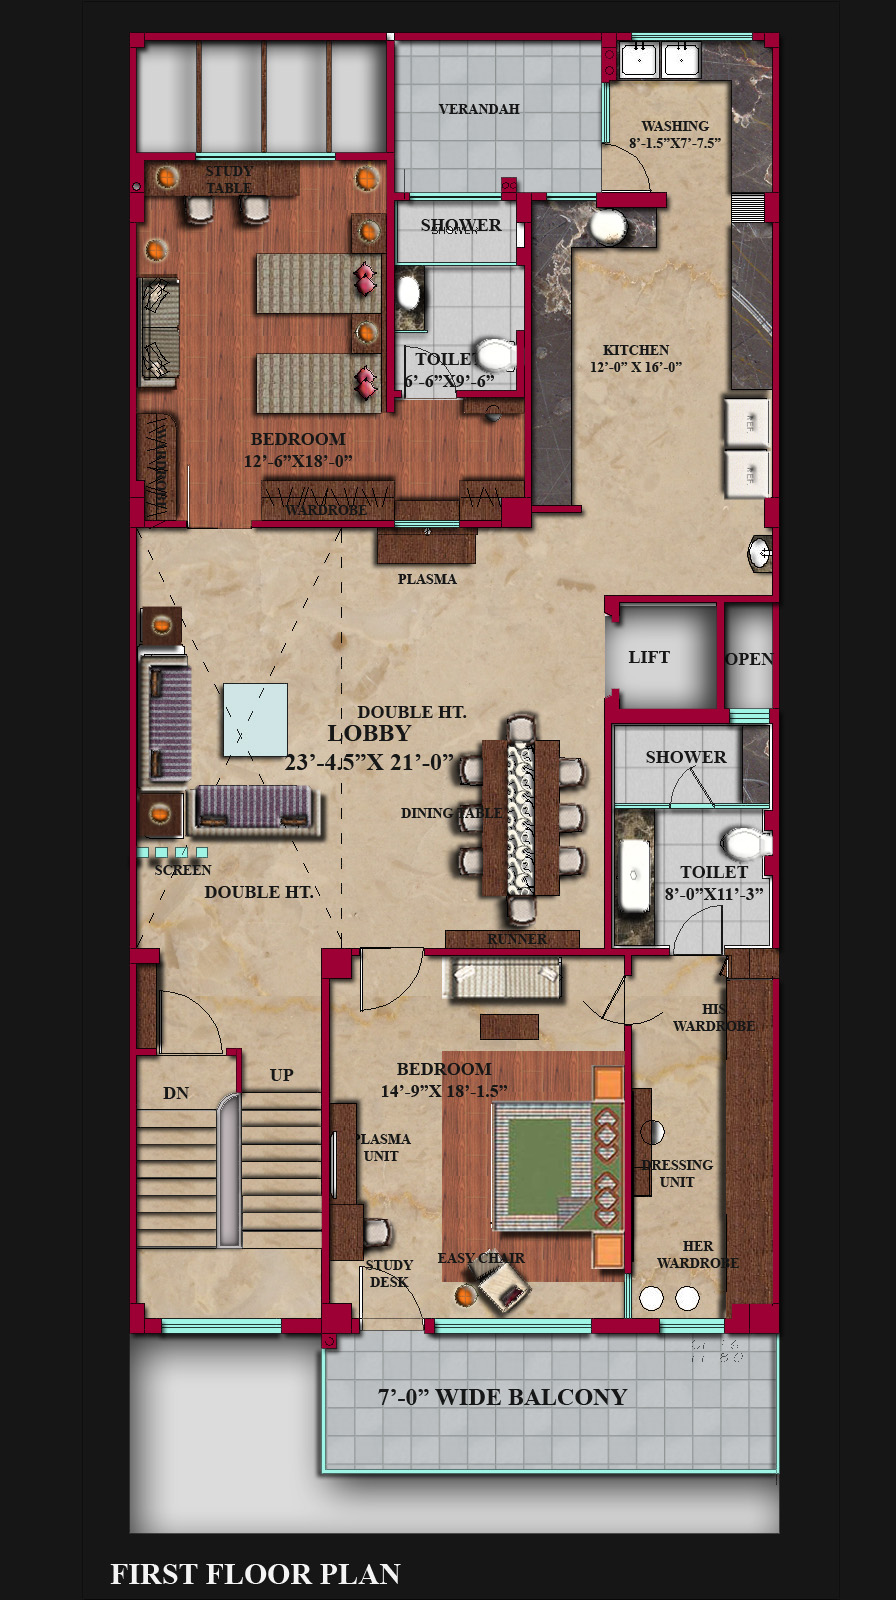 VERANDAH
WASHING
8’-1.5”X7’-7.5”
STUDY
TABLE
SHOWER
SHOWER
TOILET
6’-6”X9’-6”
KITCHEN
12’-0” X 16’-0”
REF.
REF.
BEDROOM
12’-6”X18’-0”
WARDROBE
WARDROBE
PLASMA
LIFT
OPEN
DOUBLE HT.
LOBBY
23’-4.5”X 21’-0”
SHOWER
DINING TABLE
SCREEN
DOUBLE HT.
TOILET
8’-0”X11’-3”
RUNNER
HIS
WARDROBE
BEDROOM
14’-9”X 18’-1.5”
UP
DN
PLASMA
UNIT
DRESSING
UNIT
HER
WARDROBE
EASY CHAIR
STUDY
DESK
7’-0” WIDE BALCONY
FIRST FLOOR PLAN